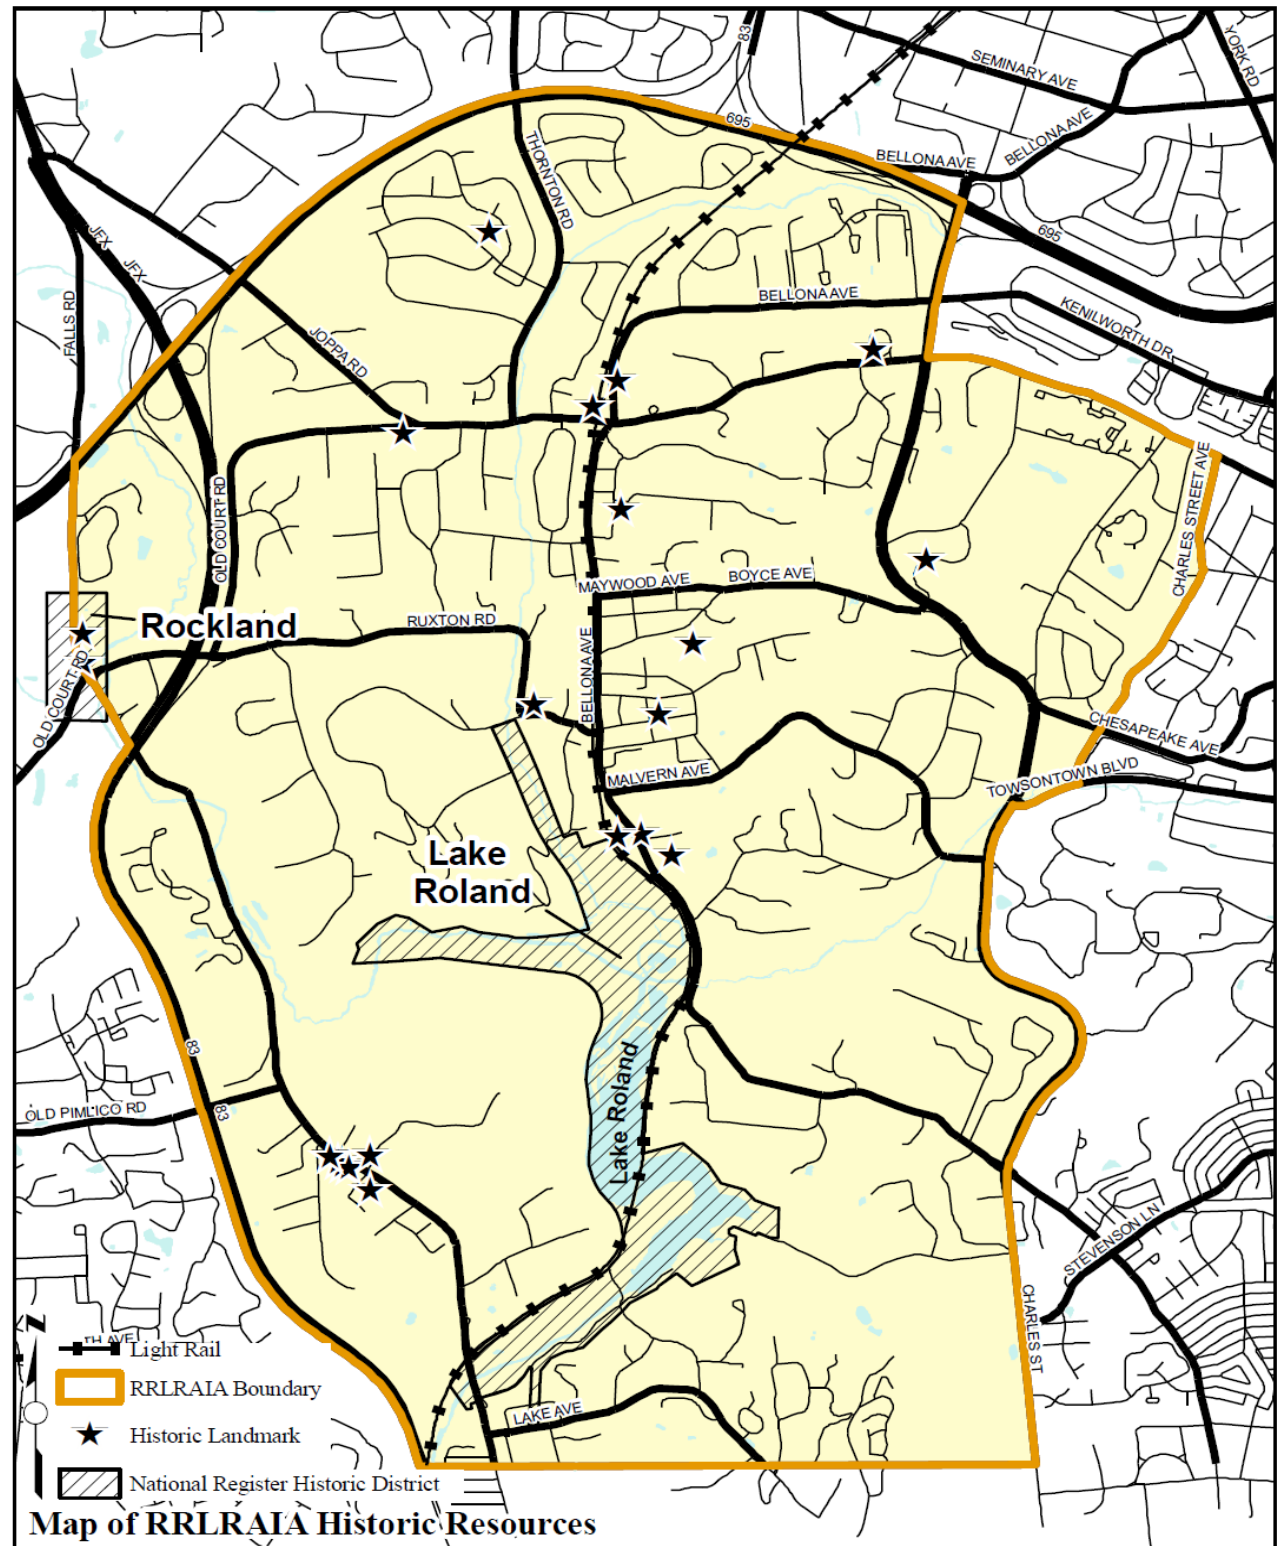 83
SEMINARY AVE
YORK RD
695
THORNTON RD
BELLONA AVE
BELLONA AVE
JFX
JFX
695
FALLS RD
BELLONA AVE
KENILWORTH DR
JOPPA RD
CHARLES STREET AVE
OLD COURT RD
MAYWOOD AVE
BOYCE AVE
Rockland
RUXTON RD
BELLONA AVE
OLD COURT RD
CHESAPEAKE AVE
MALVERN AVE
TOWSONTOWN BLVD
Lake
Roland
83
Lake Roland
OLD PIMLICO RD
83
STEVENSON LN
CHARLES ST
Z
TH AVE
Light Rail
RRLRAIA Boundary
LAKE AVE
Historic Landmark
National Register Historic District
Map of RRLRAIA Historic Resources